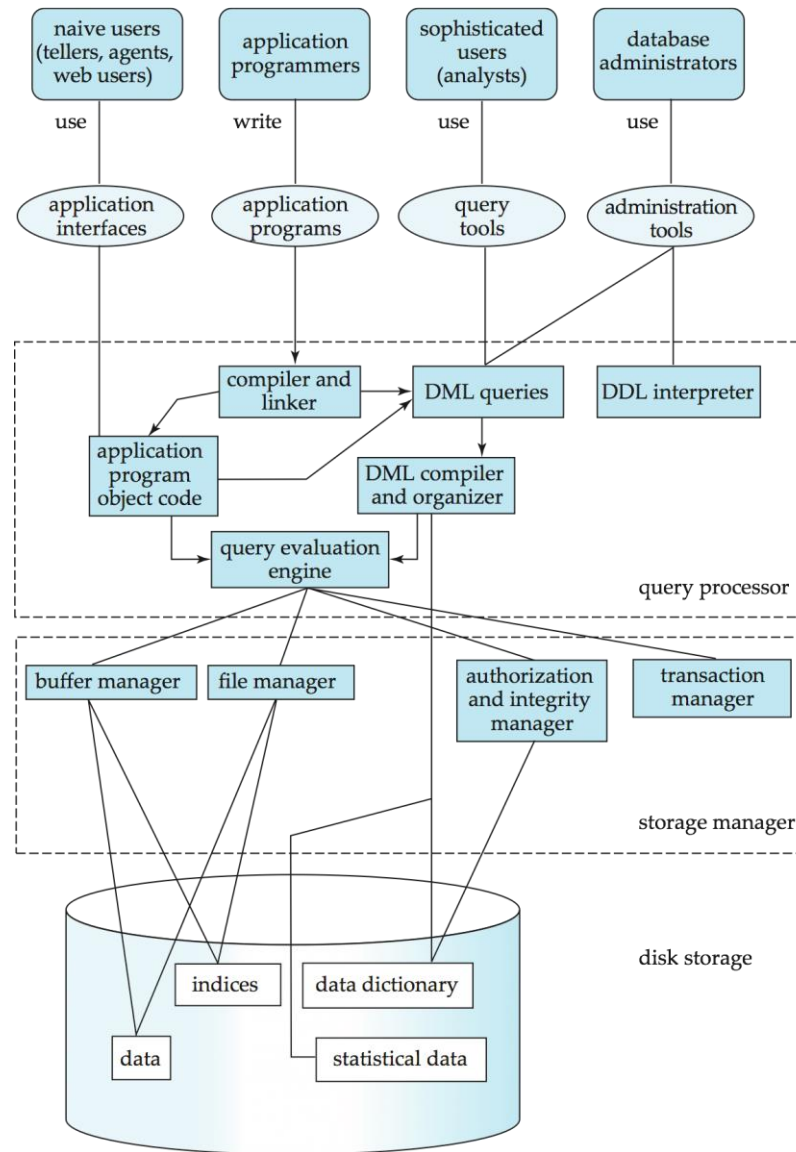 naive users
(tellers, agents,
web users)
application
programmers
sophisticated
users
(analysts)
database
administrators
use
write
use
use
application
interfaces
application
programs
query
tools
administration
tools
compiler and
linker
DML queries
DDL interpreter
application
program
object code
DML compiler
and organizer
query evaluation
engine
query processor
buffer manager
file manager
authorization
and integrity
manager
transaction
manager
storage manager
disk storage
indices
data dictionary
data
statistical data